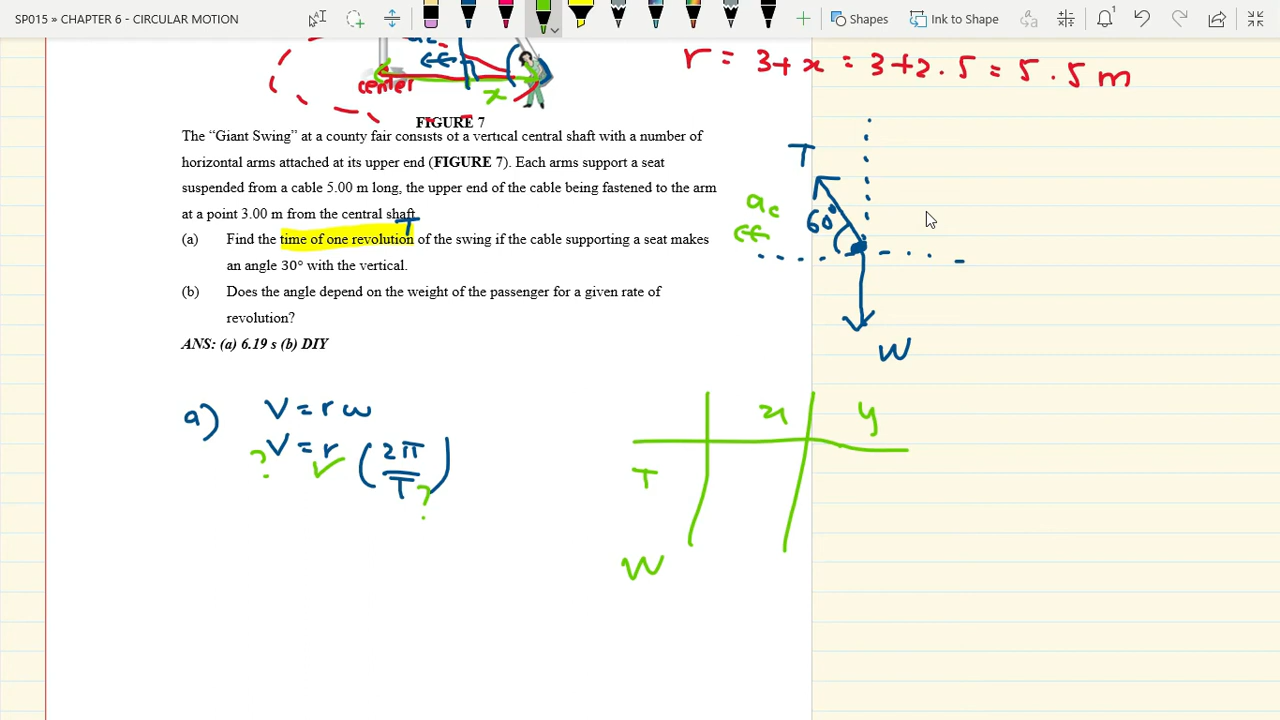 SP015 » CHAPTER 6 - CIRCULAR MOTION
Shapes
Ink to Shape
ac
center
x
r = 3+x = 3+2.5 = 5.5 m
FIGURE 7
The “Giant Swing” at a county fair consists of a vertical central shaft with a number of
horizontal arms attached at its upper end (FIGURE 7). Each arms support a seat
suspended from a cable 5.00 m long, the upper end of the cable being fastened to the arm
at a point 3.00 m from the central shaft.
T
(a) Find the time of one revolution of the swing if the cable supporting a seat makes
an angle 30° with the vertical.
(b) Does the angle depend on the weight of the passenger for a given rate of
revolution?
ANS: (a) 6.19 s (b) DIY
T
ac
60°
W
a) V = r ω
? V = r (2π/T) ?
x y
T
W